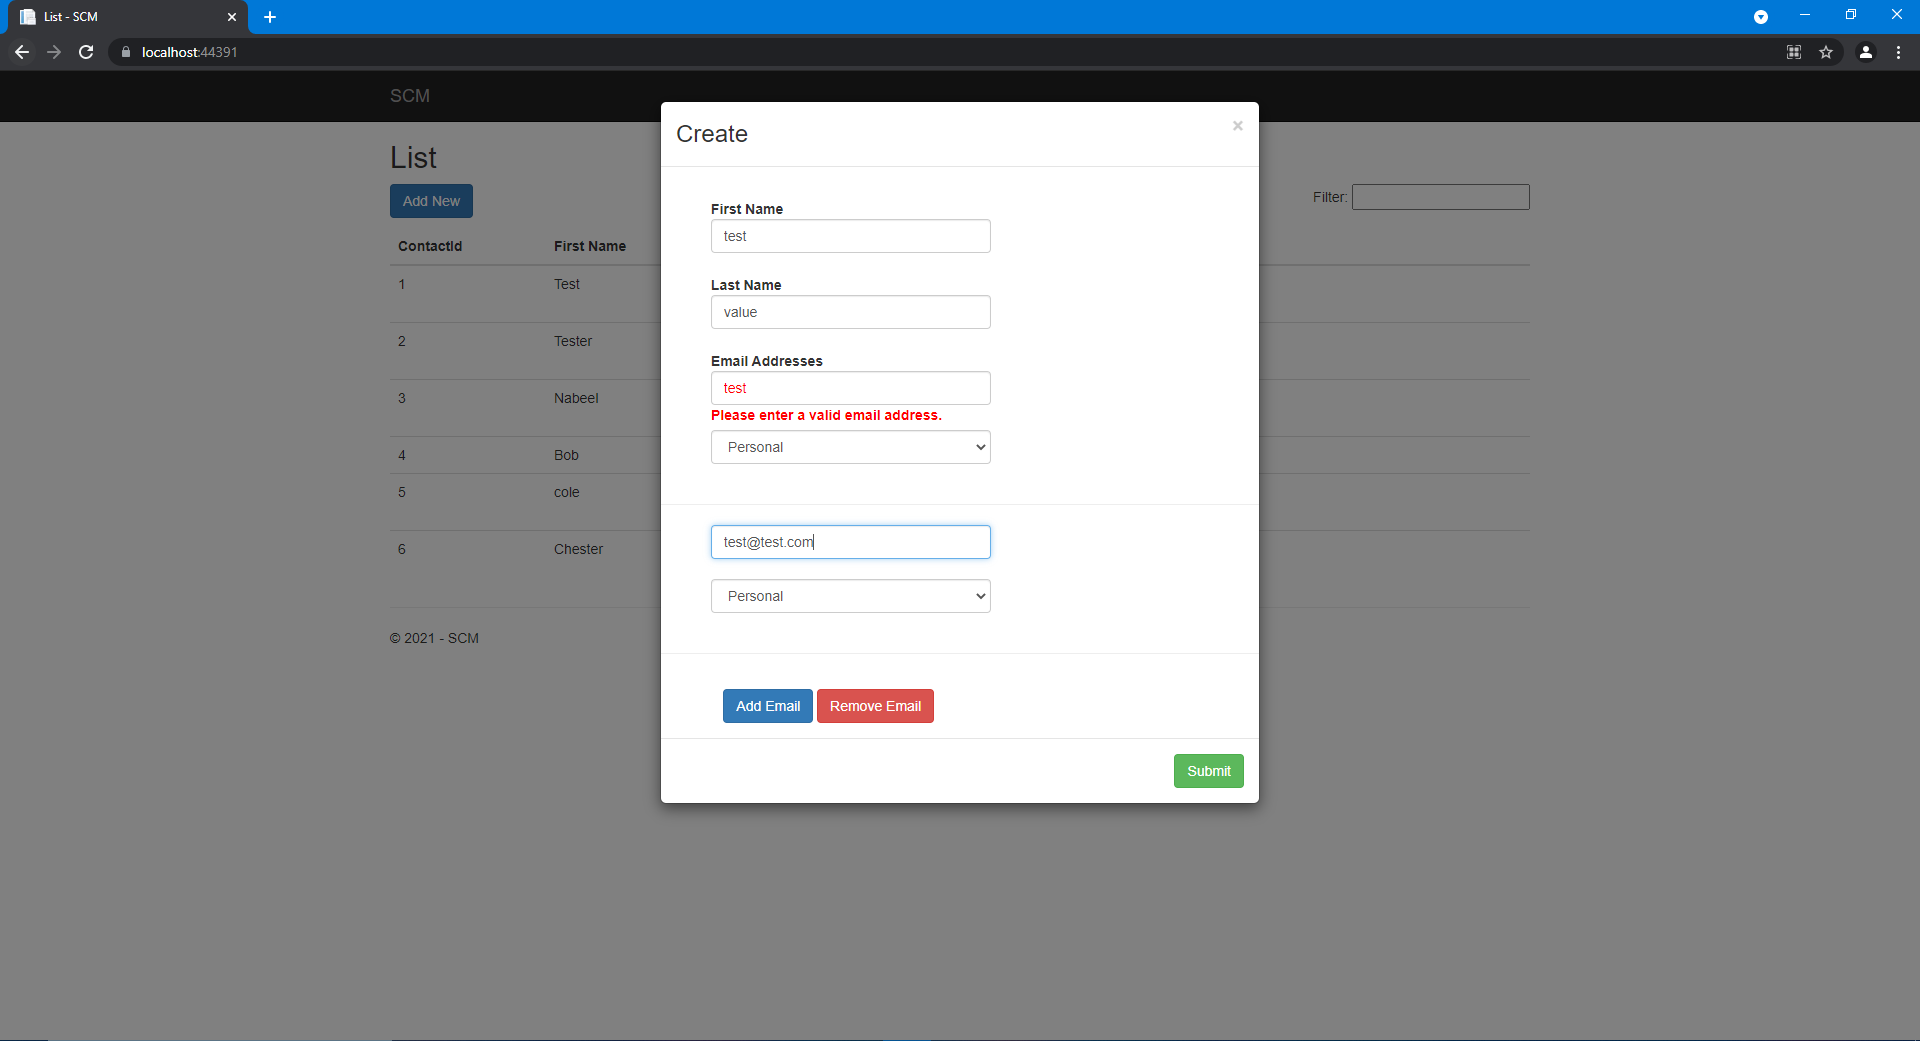 List - SCM
localhost:44391
SCM
Create
×
List
Add New
Filter:
ContactId First Name
1 Test
2 Tester
3 Nabeel
4 Bob
5 cole
6 Chester
© 2021 - SCM
First Name
test
Last Name
value
Email Addresses
test
Please enter a valid email address.
Personal
test@test.com
Personal
Add Email Remove Email
Submit